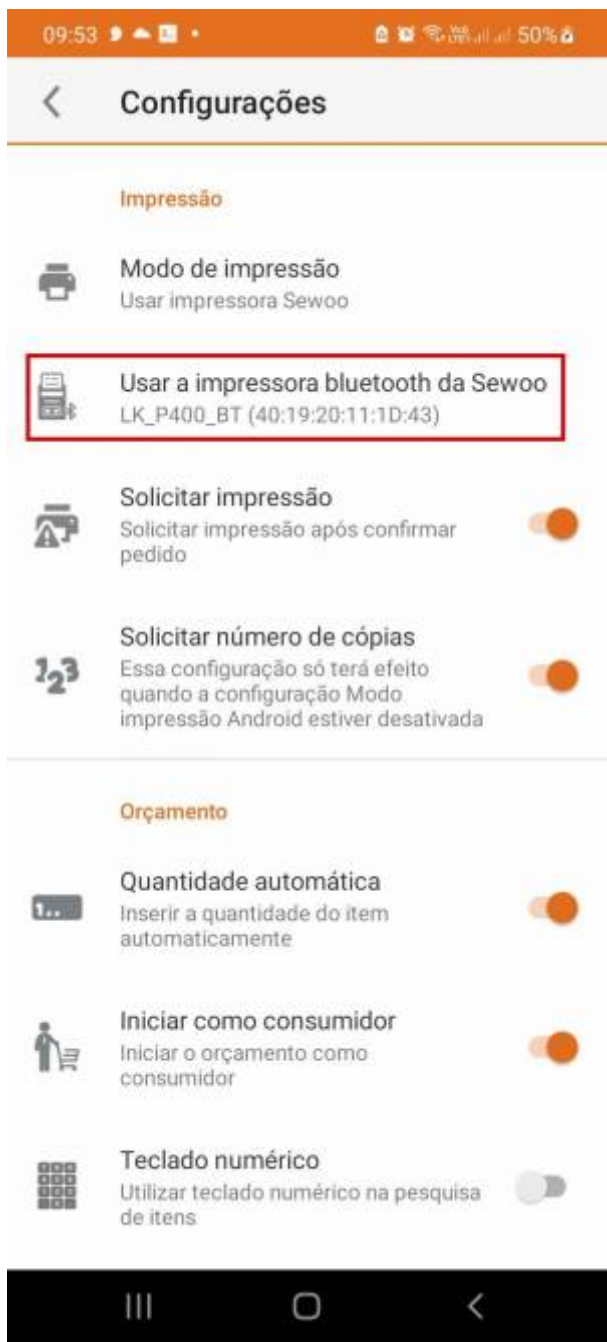 09:53
50%
Configurações
Impressão
Modo de impressão
Usar impressora Sewoo
Usar a impressora bluetooth da Sewoo
LK_P400_BT (40:19:20:11:1D:43)
Solicitar impressão
Solicitar impressão após confirmar
pedido
Solicitar número de cópias
Essa configuração só terá efeito
quando a configuração Modo
impressão Android estiver desativada
Orçamento
Quantidade automática
Inserir a quantidade do item
automaticamente
Iniciar como consumidor
Iniciar o orçamento como
consumidor
Teclado numérico
Utilizar teclado numérico na pesquisa
de itens